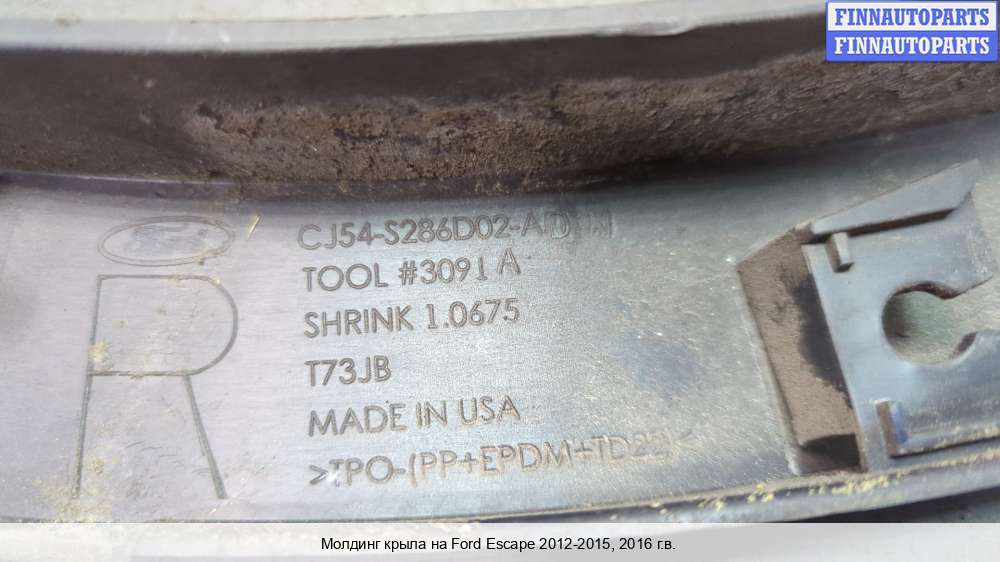 FINNAUTOPARTS
FINNAUTOPARTS
CJ54-S286D02-AD
TOOL #3091 A
SHRINK 1.0675
T73JB
MADE IN USA
R
>TPO-(PP+EPDM+TD22)<
Молдинг крыла на Ford Escape 2012-2015, 2016 г.в.